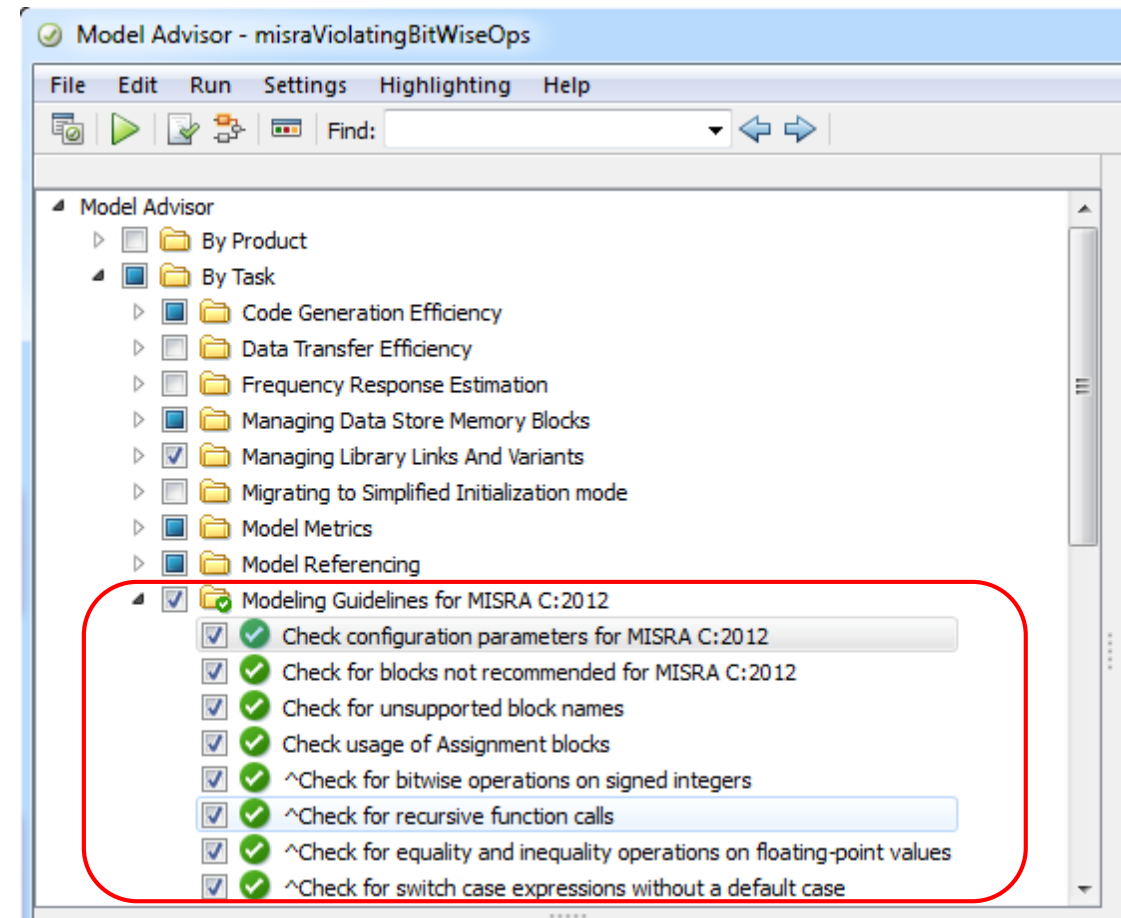 Model Advisor - misraViolatingBitWiseOps
File Edit Run Settings Highlighting Help
Find:
Model Advisor
By Product
By Task
Code Generation Efficiency
Data Transfer Efficiency
Frequency Response Estimation
Managing Data Store Memory Blocks
Managing Library Links And Variants
Migrating to Simplified Initialization mode
Model Metrics
Model Referencing
Modeling Guidelines for MISRA C:2012
Check configuration parameters for MISRA C:2012
Check for blocks not recommended for MISRA C:2012
Check for unsupported block names
Check usage of Assignment blocks
^Check for bitwise operations on signed integers
^Check for recursive function calls
^Check for equality and inequality operations on floating-point values
^Check for switch case expressions without a default case